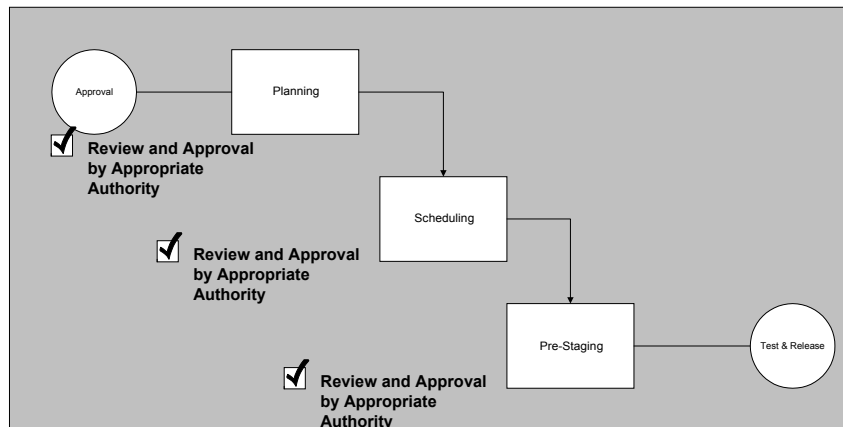 Approval
Planning
Review and Approval
by Appropriate
Authority
Scheduling
Review and Approval
by Appropriate
Authority
Pre-Staging
Test & Release
Review and Approval
by Appropriate
Authority